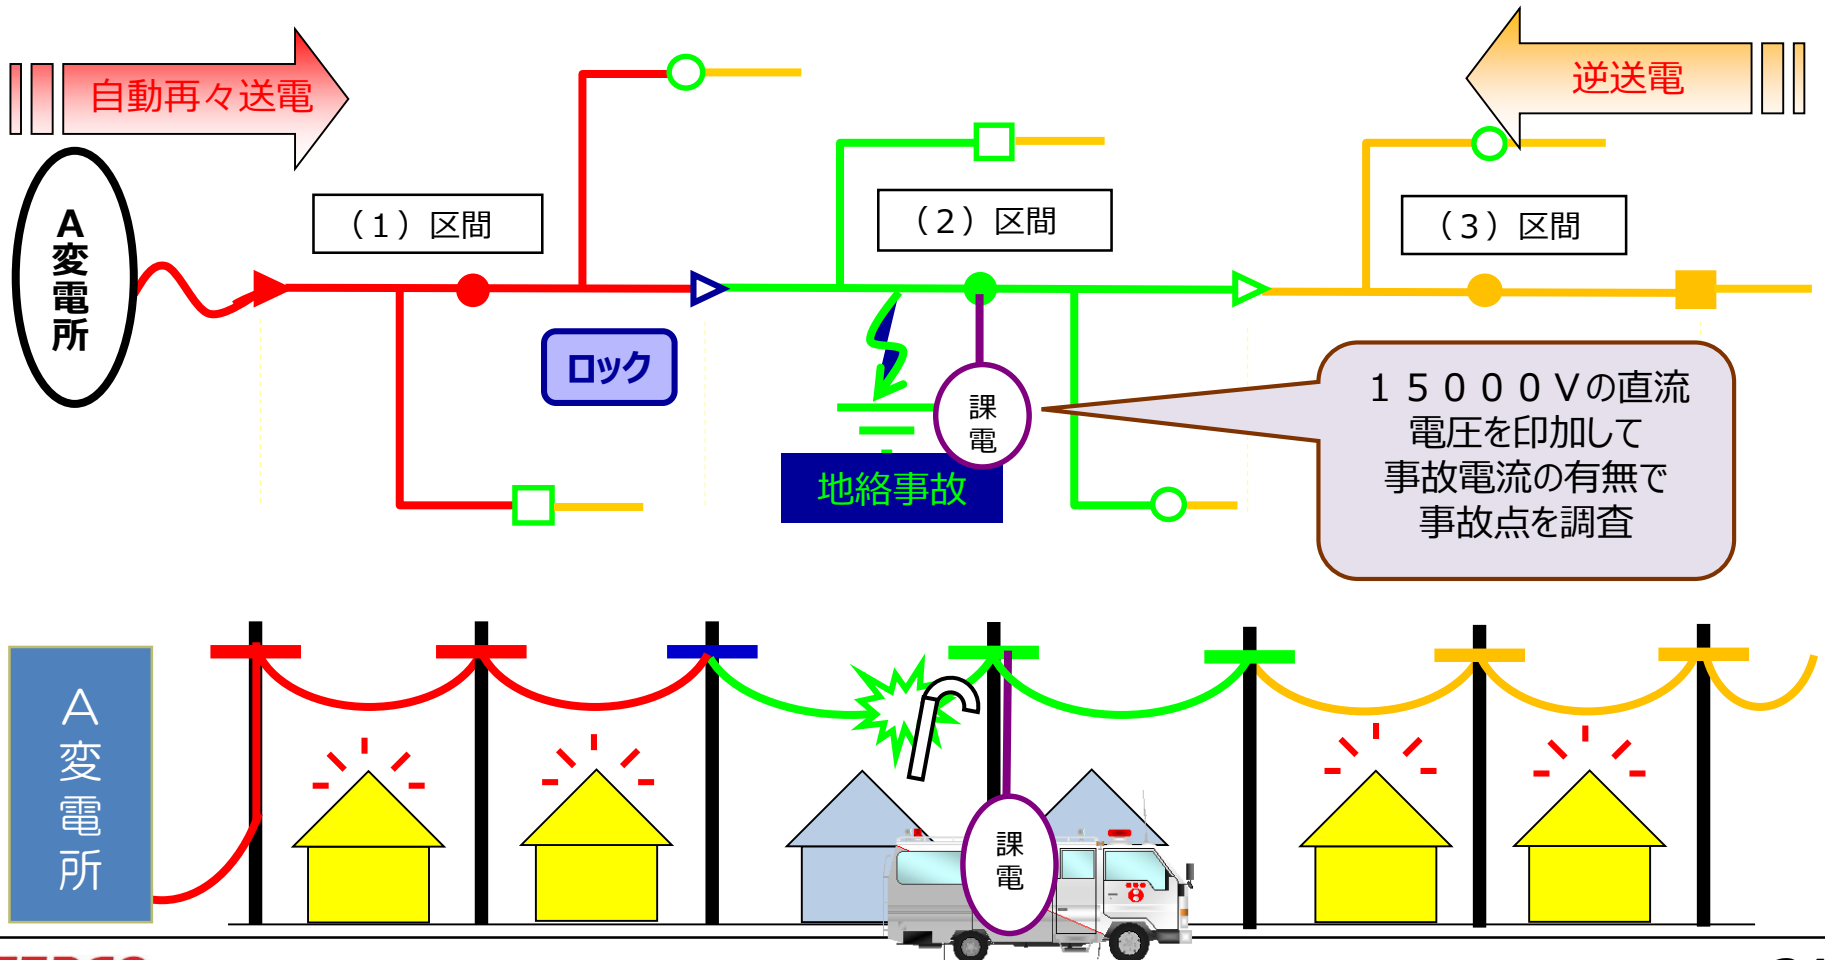 自動再々送電
逆送電
A変電所
（１）区間
（２）区間
（３）区間
ロック
課電
地絡事故
１５０００Ｖの直流
電圧を印加して
事故電流の有無で
事故点を調査
A変電所
課電